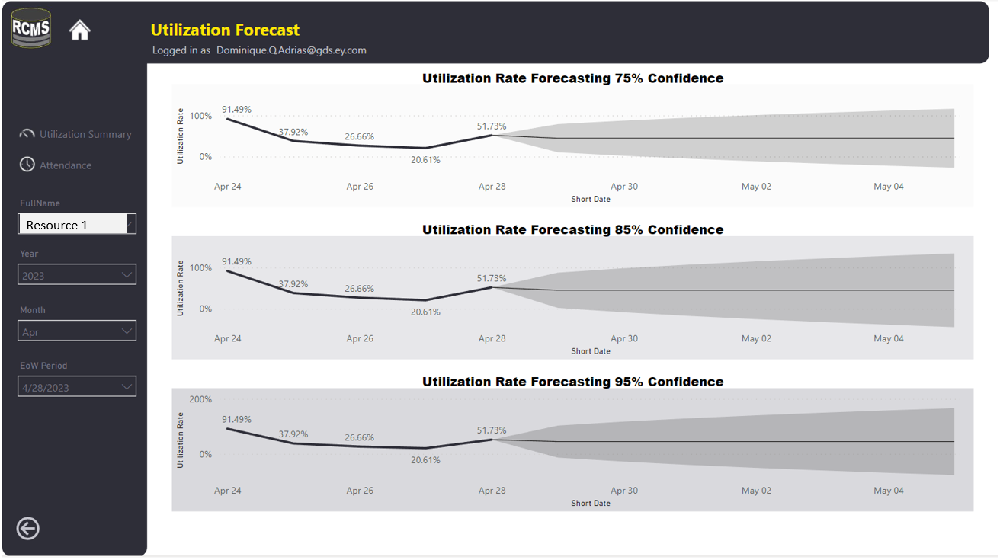 RCMS
Utilization Forecast
Logged in as Dominique.Q.Adrias@gds.ey.com
Utilization Summary
Attendance
FullName
Resource 1
Year
2023
Month
Apr
EoW Period
4/28/2023
Utilization Rate Forecasting 75% Confidence
Utilization Rate
100%
0%
91.49%
37.92%
26.66%
20.61%
51.73%
Apr 24
Apr 26
Apr 28
Apr 30
May 02
May 04
Short Date
Utilization Rate Forecasting 85% Confidence
Utilization Rate
100%
0%
91.49%
37.92%
26.66%
20.61%
51.73%
Apr 24
Apr 26
Apr 28
Apr 30
May 02
May 04
Short Date
Utilization Rate Forecasting 95% Confidence
Utilization Rate
200%
0%
91.49%
37.92%
26.66%
20.61%
51.73%
Apr 24
Apr 26
Apr 28
Apr 30
May 02
May 04
Short Date